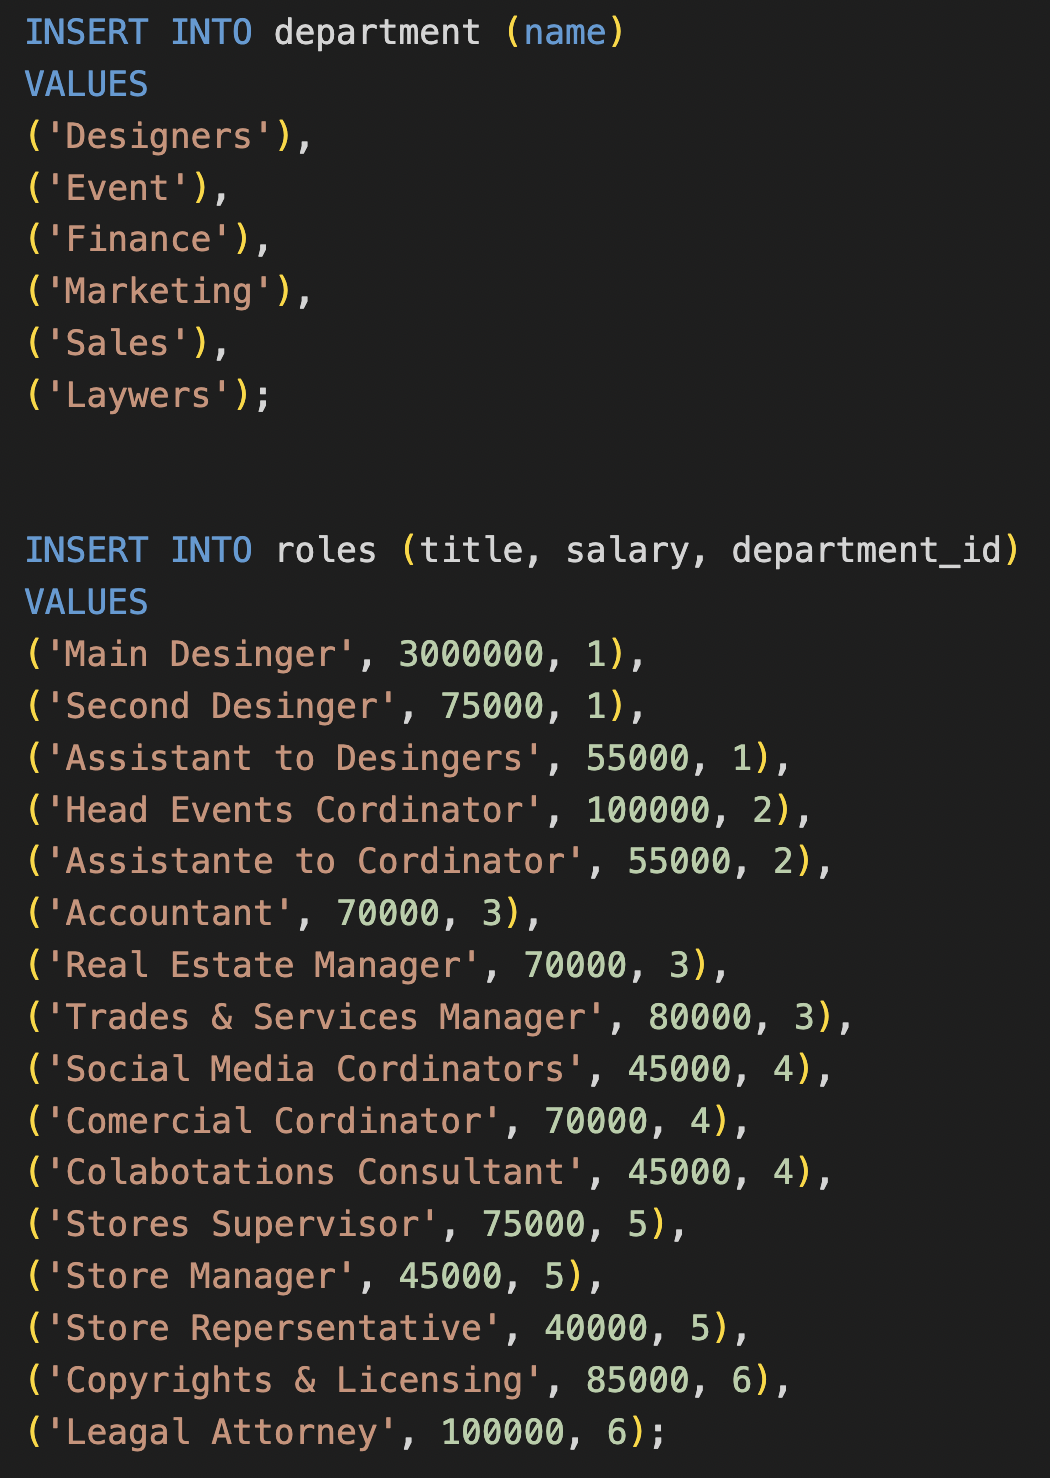 INSERT INTO department (name)
VALUES
('Designers'),
('Event'),
('Finance'),
('Marketing'),
('Sales'),
('Laywers');
INSERT INTO roles (title, salary, department_id)
VALUES
('Main Desinger', 3000000, 1),
('Second Desinger', 75000, 1),
('Assistant to Desingers', 55000, 1),
('Head Events Cordinator', 100000, 2),
('Assistante to Cordinator', 55000, 2),
('Accountant', 70000, 3),
('Real Estate Manager', 70000, 3),
('Trades & Services Manager', 80000, 3),
('Social Media Cordinators', 45000, 4),
('Comercial Cordinator', 70000, 4),
('Colabotations Consultant', 45000, 4),
('Stores Supervisor', 75000, 5),
('Store Manager', 45000, 5),
('Store Repersentative', 40000, 5),
('Copyrights & Licensing', 85000, 6),
('Leagal Attorney', 100000, 6);